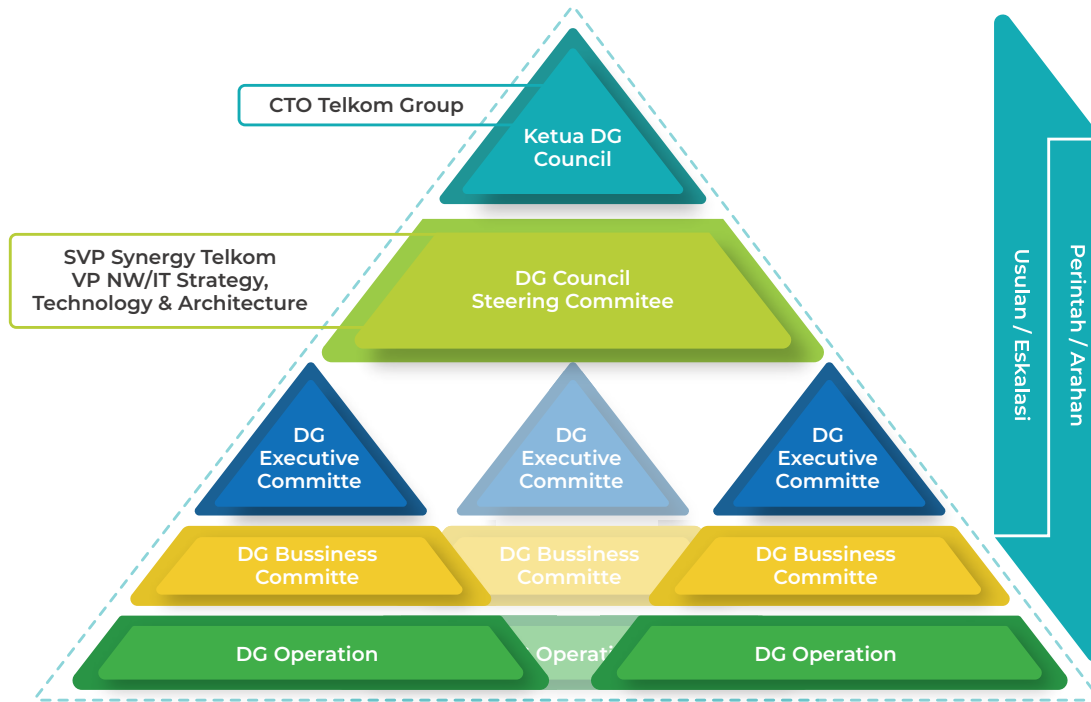 CTO Telkom Group
Ketua DG
Council
SVP Synergy Telkom
VP NW/IT Strategy,
Technology & Architecture
DG Council
Steering Commitee
DG
Executive
Committe
DG
Executive
Committe
DG
Executive
Committe
DG Bussiness
Committe
DG Bussiness
Committe
DG Bussiness
Committe
DG Operation
Operati
DG Operation
Usulan / Eskalasi
Perintah / Arahan